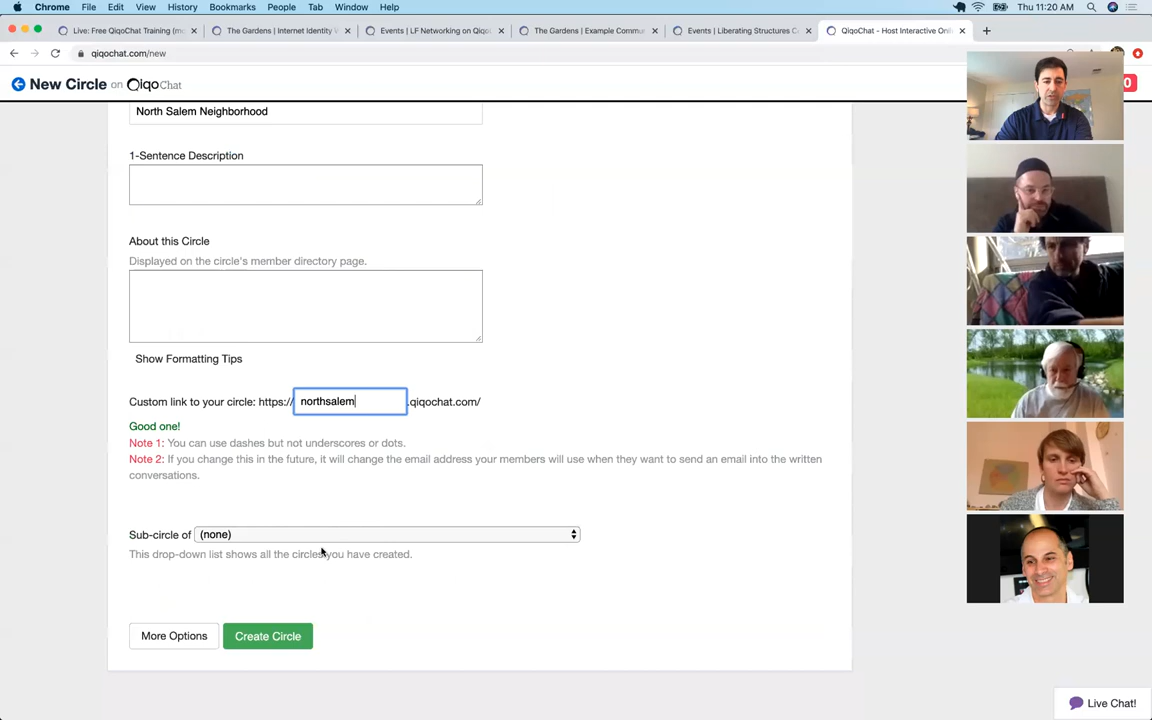 Chrome File Edit View History Bookmarks People Tab Window Help Thu 11:20 AM
Live: Free QiqoChat Training (mo The Gardens | Internet Identity W Events | LF Networking on Qiqo The Gardens | Example Commu Events | Liberating Structures C QiqoChat - Host Interactive Onl
qiqochat.com/new
New Circle on QiqoChat
0
North Salem Neighborhood
1-Sentence Description
About this Circle
Displayed on the circle's member directory page.
Show Formatting Tips
Custom link to your circle: https:// northsalem .qiqochat.com/
Good one!
Note 1: You can use dashes but not underscores or dots.
Note 2: If you change this in the future, it will change the email address your members will use when they want to send an email into the written
conversations.
Sub-circle of (none)
This drop-down list shows all the circles you have created.
More Options Create Circle
Live Chat!